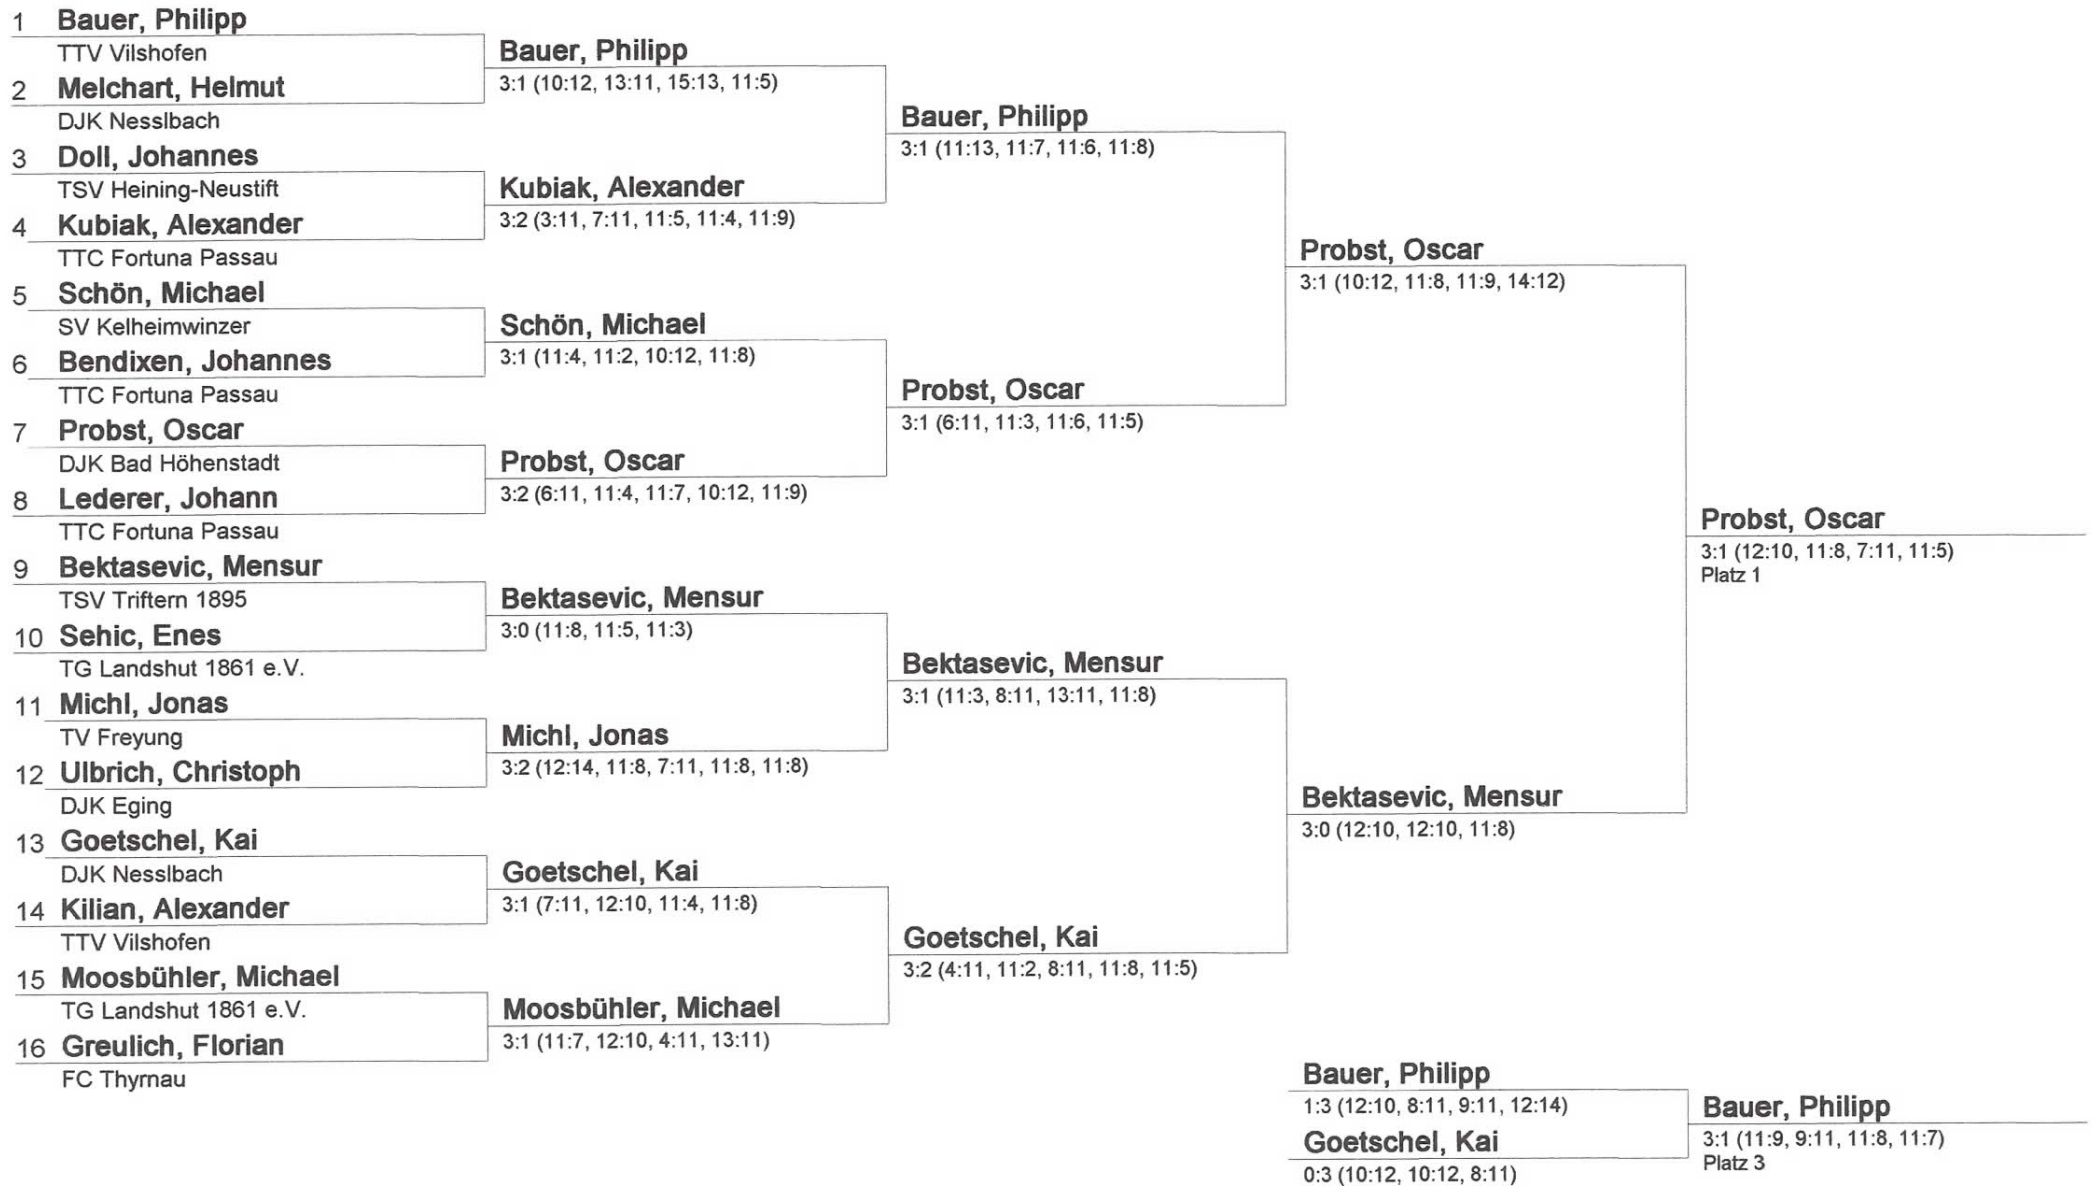 1 Bauer, Philipp
TTV Vilshofen
2 Melchart, Helmut
DJK Nesslbach
3 Doll, Johannes
TSV Heining-Neustift
4 Kubiak, Alexander
TTC Fortuna Passau
5 Schön, Michael
SV Kelheimwinzer
6 Bendixen, Johannes
TTC Fortuna Passau
7 Probst, Oscar
DJK Bad Höhenstadt
8 Lederer, Johann
TTC Fortuna Passau
9 Bektasevic, Mensur
TSV Triftern 1895
10 Sehic, Enes
TG Landshut 1861 e.V.
11 Michl, Jonas
TV Freyung
12 Ulbrich, Christoph
DJK Eging
13 Goetschel, Kai
DJK Nesslbach
14 Kilian, Alexander
TTV Vilshofen
15 Moosbühler, Michael
TG Landshut 1861 e.V.
16 Greulich, Florian
FC Thyrnau
Bauer, Philipp
3:1 (10:12, 13:11, 15:13, 11:5)
Kubiak, Alexander
3:2 (3:11, 7:11, 11:5, 11:4, 11:9)
Schön, Michael
3:1 (11:4, 11:2, 10:12, 11:8)
Probst, Oscar
3:2 (6:11, 11:4, 11:7, 10:12, 11:9)
Bektasevic, Mensur
3:0 (11:8, 11:5, 11:3)
Michl, Jonas
3:2 (12:14, 11:8, 7:11, 11:8, 11:8)
Goetschel, Kai
3:1 (7:11, 12:10, 11:4, 11:8)
Moosbühler, Michael
3:1 (11:7, 12:10, 4:11, 13:11)
Bauer, Philipp
3:1 (11:13, 11:7, 11:6, 11:8)
Probst, Oscar
3:1 (6:11, 11:3, 11:6, 11:5)
Bektasevic, Mensur
3:1 (11:3, 8:11, 13:11, 11:8)
Goetschel, Kai
3:2 (4:11, 11:2, 8:11, 11:8, 11:5)
Probst, Oscar
3:1 (10:12, 11:8, 11:9, 14:12)
Bektasevic, Mensur
3:0 (12:10, 12:10, 11:8)
Probst, Oscar
3:1 (12:10, 11:8, 7:11, 11:5)
Platz 1
Bauer, Philipp
1:3 (12:10, 8:11, 9:11, 12:14)
Goetschel, Kai
0:3 (10:12, 10:12, 8:11)
Bauer, Philipp
3:1 (11:9, 9:11, 11:8, 11:7)
Platz 3